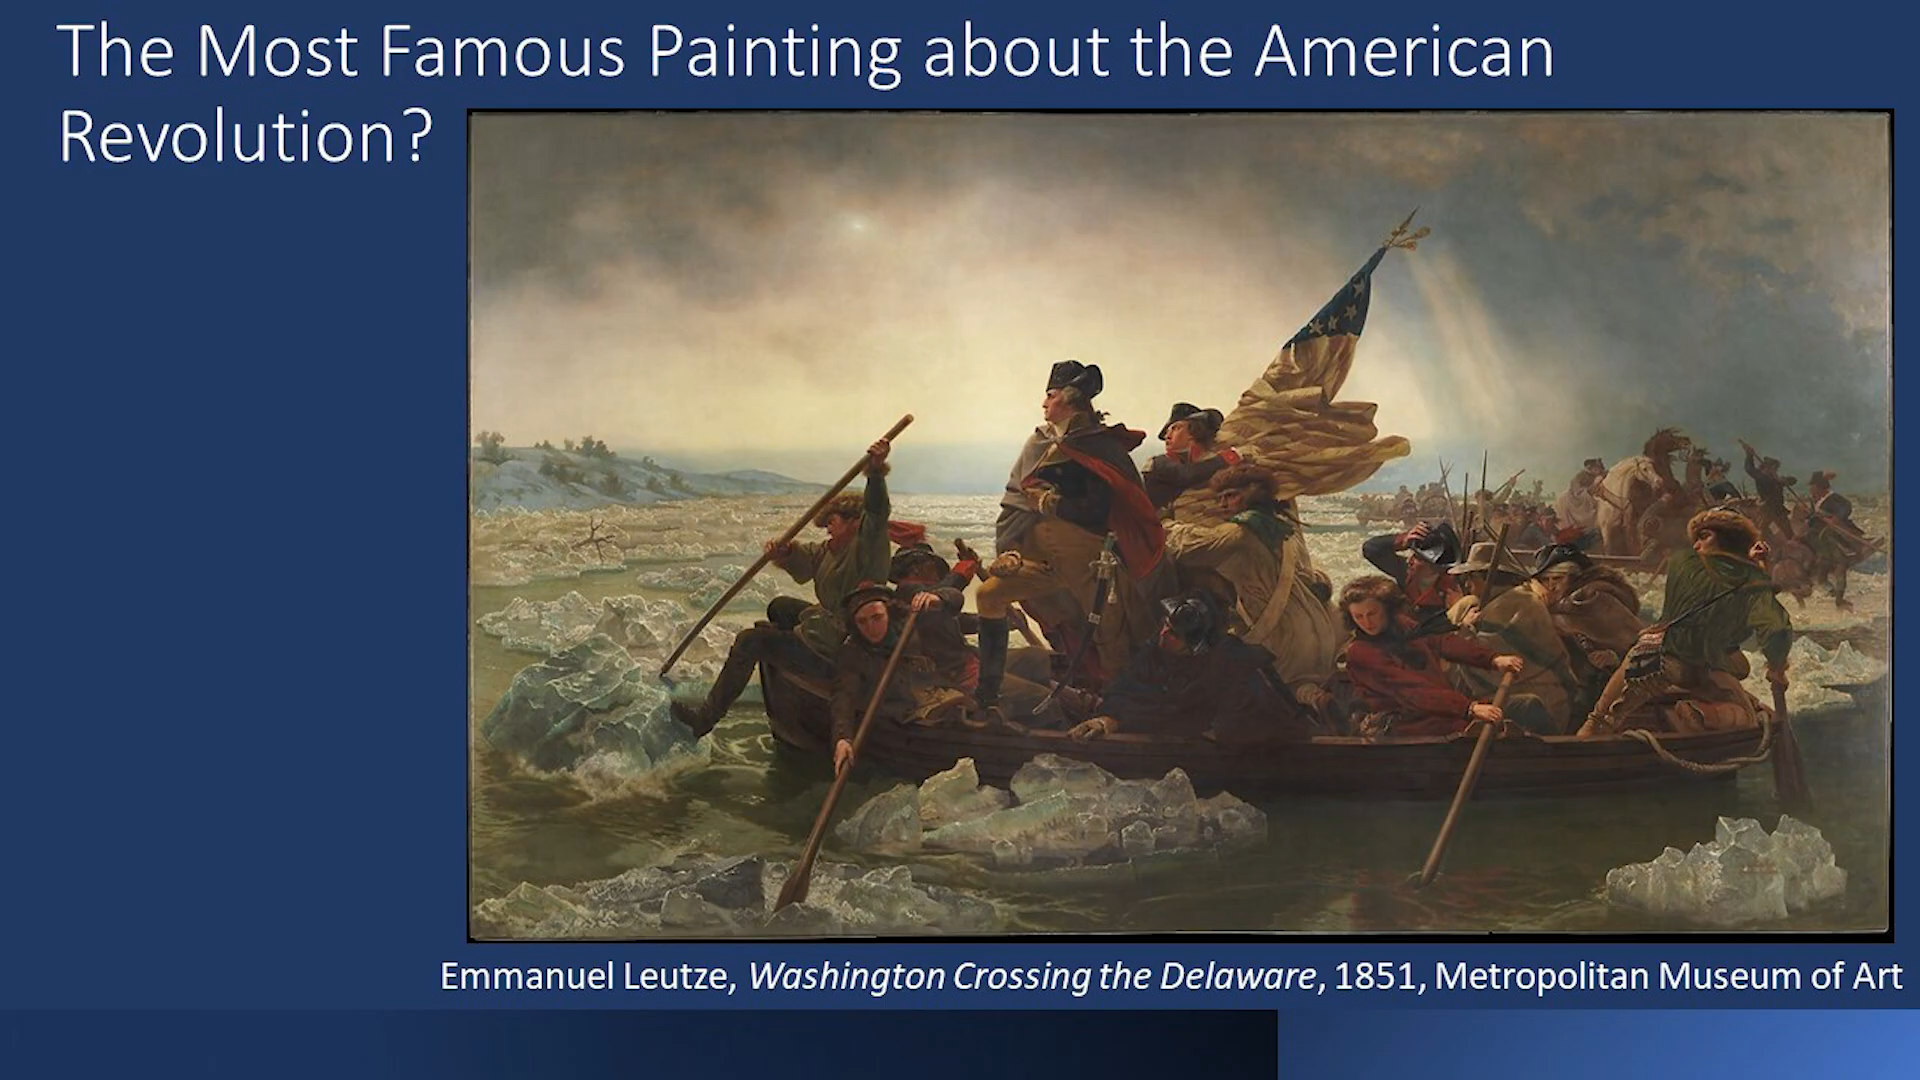 The Most Famous Painting about the American
Revolution?
Emmanuel Leutze, Washington Crossing the Delaware, 1851, Metropolitan Museum of Art